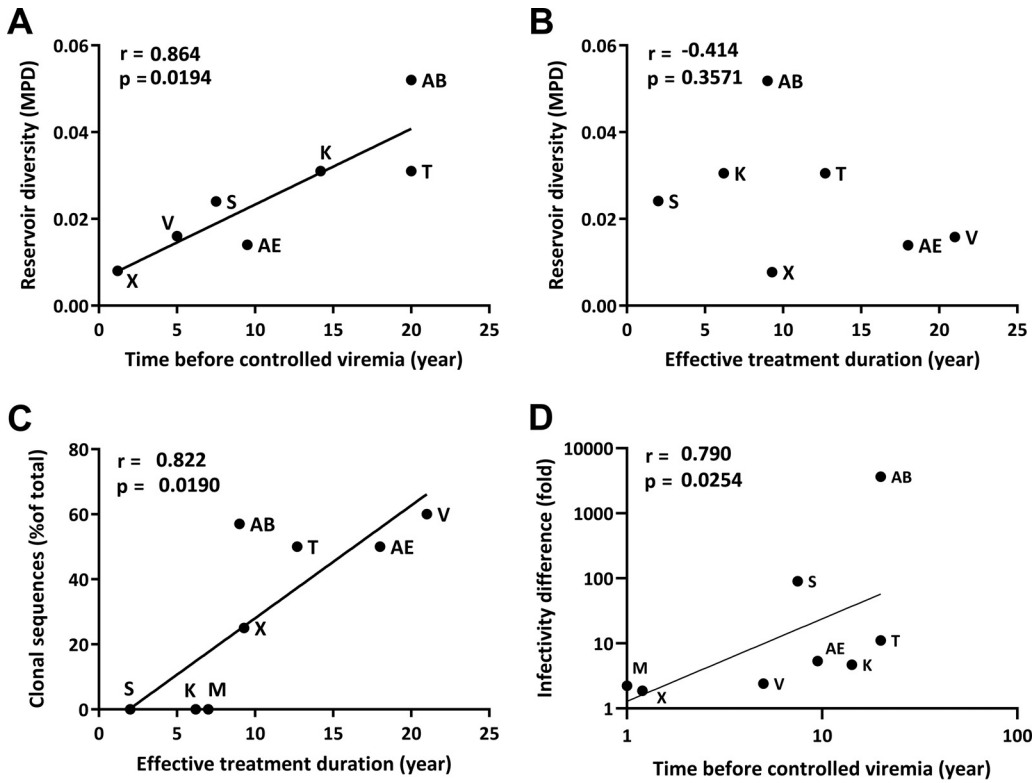 A
r = 0.864
p = 0.0194
0.06
0.04
0.02
0.00
Reservoir diversity (MPD)
AB
K
T
S
V
AE
X
0 5 10 15 20 25
Time before controlled viremia (year)
B
r = -0.414
p = 0.3571
0.06
0.04
0.02
0.00
Reservoir diversity (MPD)
AB
K
T
S
V
AE
X
0 5 10 15 20 25
Effective treatment duration (year)
C
r = 0.822
p = 0.0190
80
60
40
20
0
Clonal sequences (%of total)
AB
T
V
AE
X
S
K
M
0 5 10 15 20 25
Effective treatment duration (year)
D
r = 0.790
p = 0.0254
10000
1000
100
10
1
Infectivity difference (fold)
AB
S
T
AE
K
M
X
V
1 10 100
Time before controlled viremia (year)